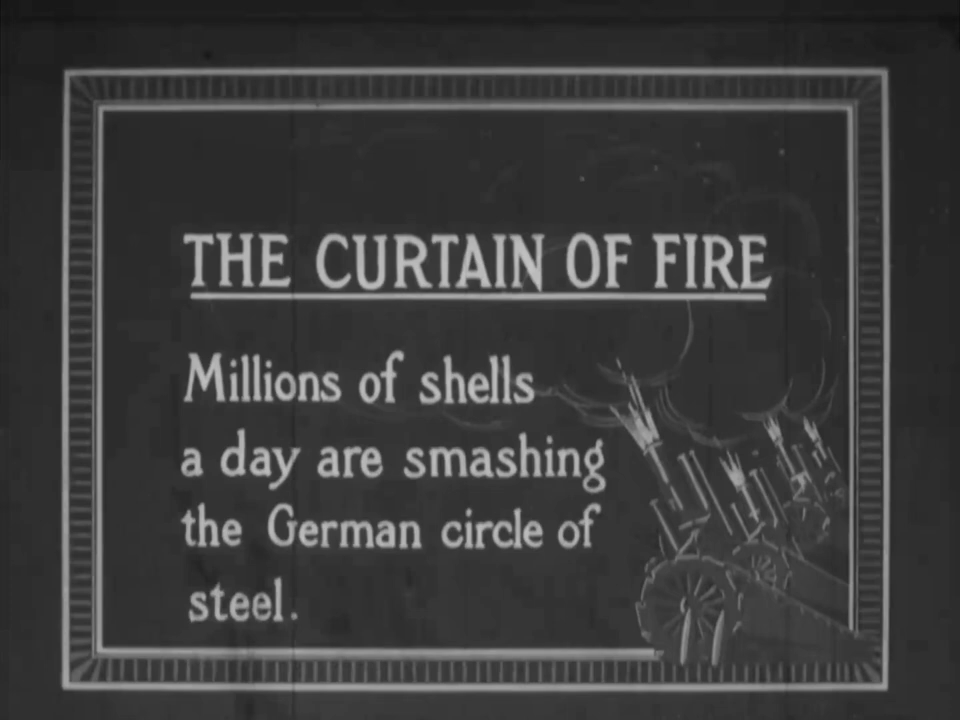 THE CURTAIN OF FIRE
Millions of shells
a day are smashing
the German circle of
steel.